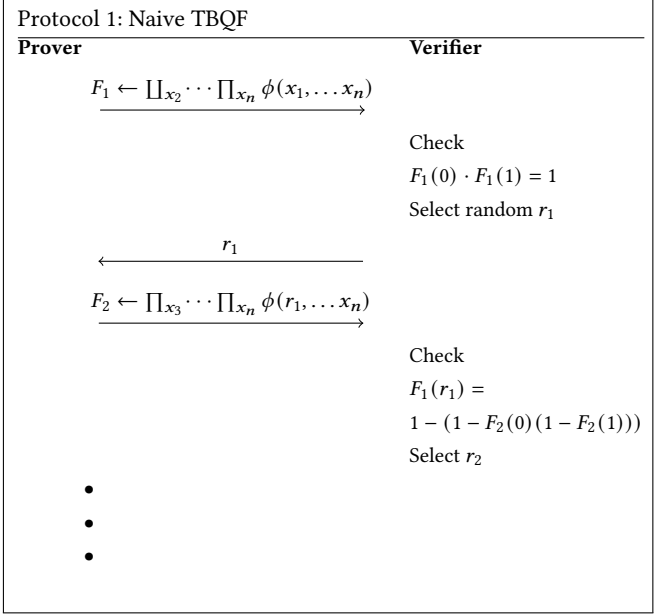 Protocol 1: Naive TBQF
Prover Verifier
F₁ ← ∐ₓ₂ ⋯ ∏ₓₙ ϕ(x₁, … xₙ)
Check
F₁(0) · F₁(1) = 1
Select random r₁
r₁
F₂ ← ∏ₓ₃ ⋯ ∏ₓₙ ϕ(r₁, … xₙ)
Check
F₁(r₁) =
1 − (1 − F₂(0)(1 − F₂(1)))
Select r₂
•
•
•